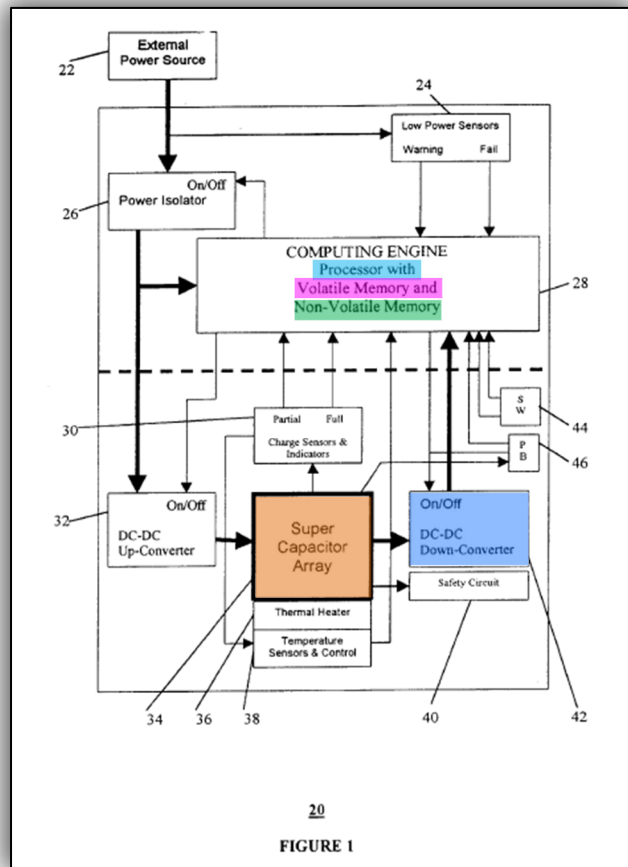 External
Power Source
22
24
Low Power Sensors
Warning Fail
On/Off
Power Isolator
26
COMPUTING ENGINE
Processor with
Volatile Memory and
Non-Volatile Memory
28
30
Partial Full
Charge Sensors &
Indicators
S
W
44
P
B
46
32
On/Off
DC-DC
Up-Converter
Super
Capacitor
Array
On/Off
DC-DC
Down-Converter
Safety Circuit
Thermal Heater
Temperature
Sensors & Control
34
36
38
40
42
20
FIGURE 1